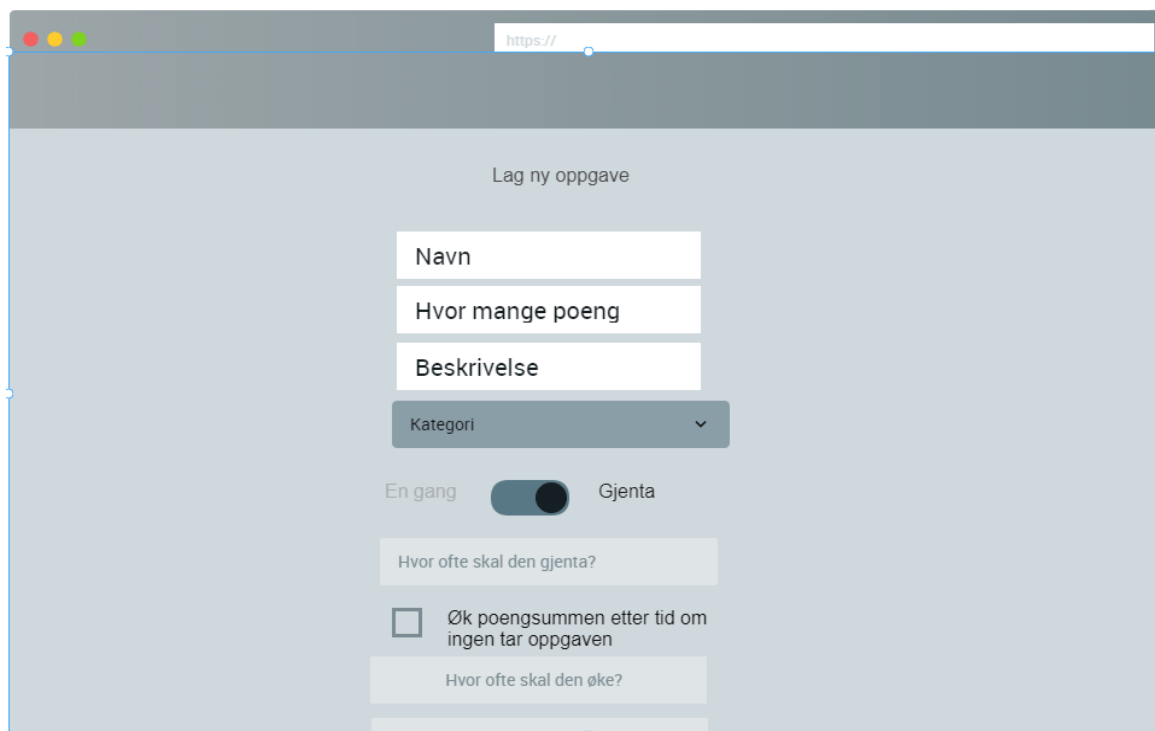 https://
Lag ny oppgave
Navn
Hvor mange poeng
Beskrivelse
Kategori
En gang
Gjenta
Hvor ofte skal den gjenta?
Øk poengsummen etter tid om
ingen tar oppgaven
Hvor ofte skal den øke?